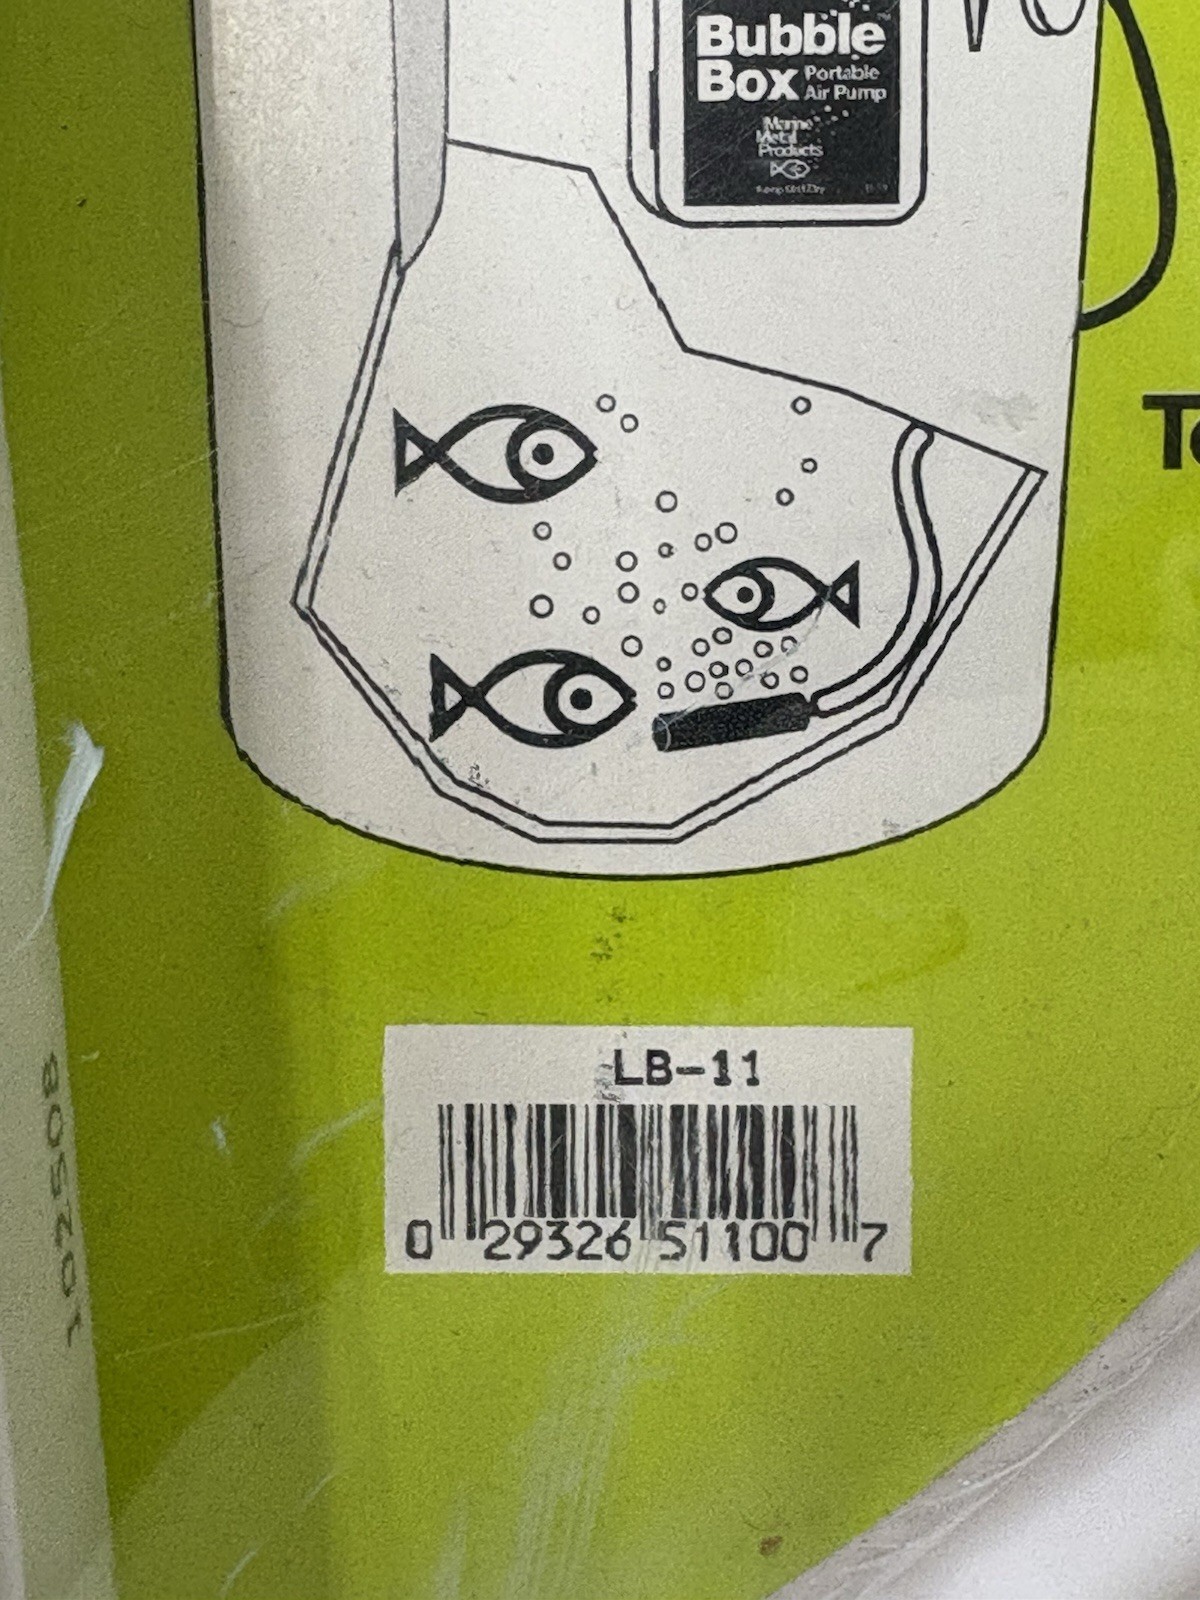 Bubble
Box Portable
Air Pump
Marine
Metal
Products
LB-11
0 29326 51100 7
102508